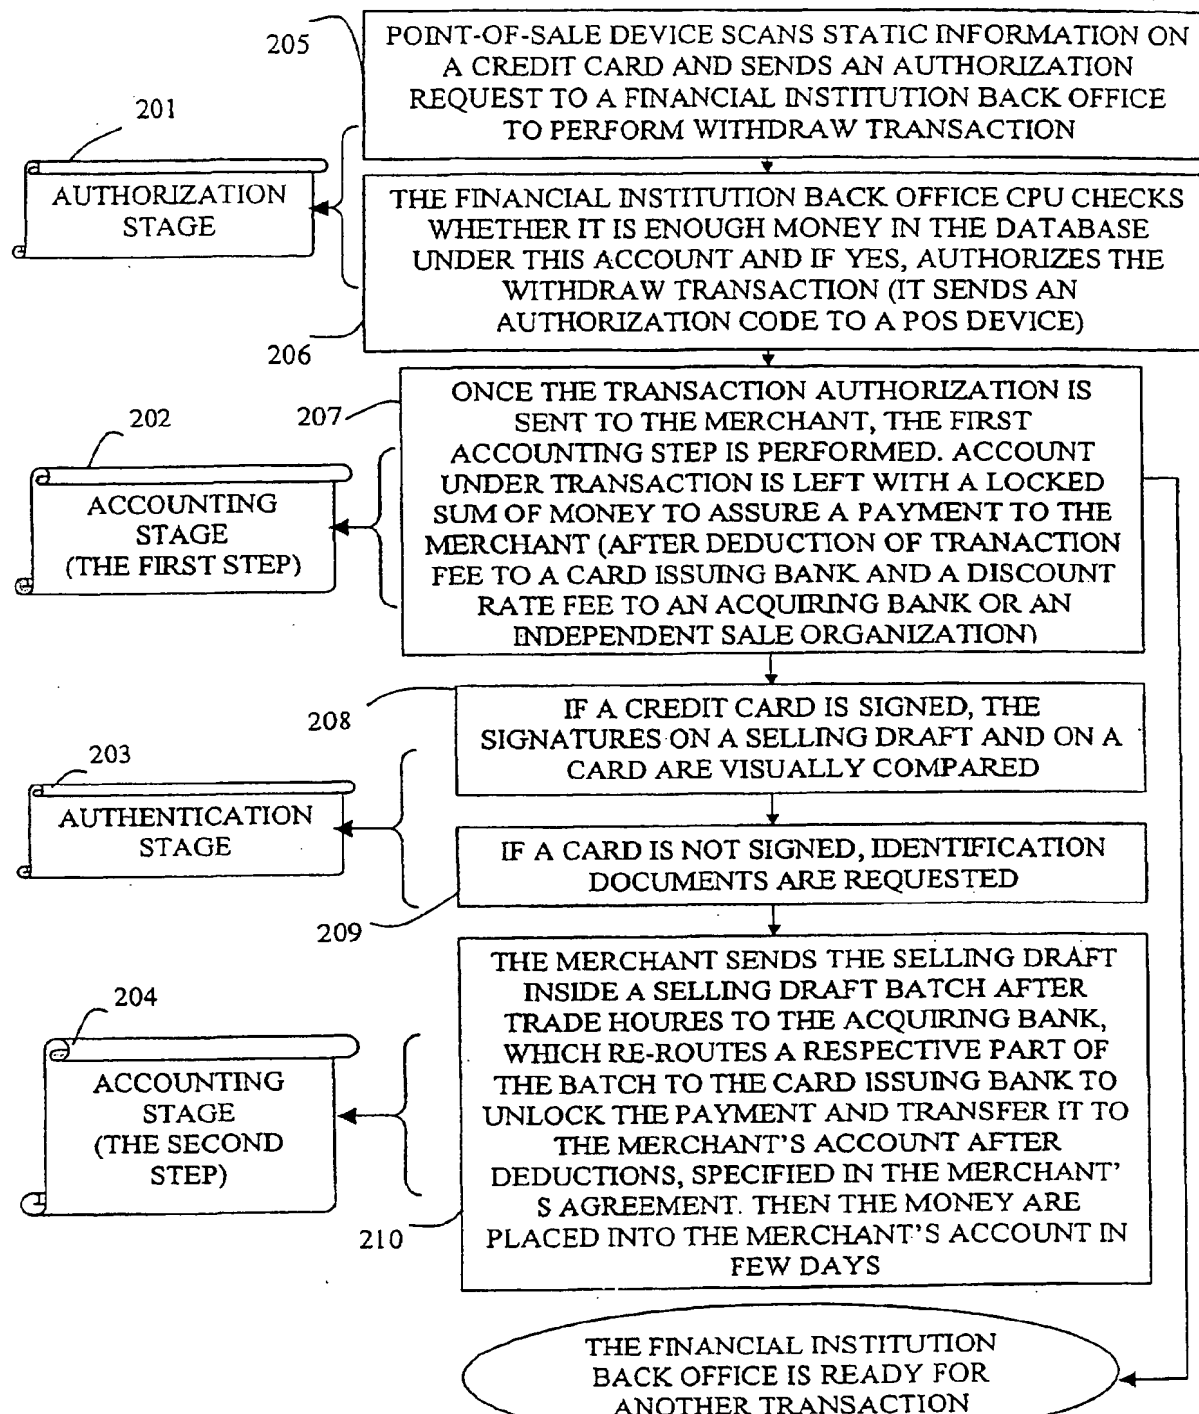 205
POINT-OF-SALE DEVICE SCANS STATIC INFORMATION ON
A CREDIT CARD AND SENDS AN AUTHORIZATION
REQUEST TO A FINANCIAL INSTITUTION BACK OFFICE
TO PERFORM WITHDRAW TRANSACTION
201
AUTHORIZATION
STAGE
THE FINANCIAL INSTITUTION BACK OFFICE CPU CHECKS
WHETHER IT IS ENOUGH MONEY IN THE DATABASE
UNDER THIS ACCOUNT AND IF YES, AUTHORIZES THE
WITHDRAW TRANSACTION (IT SENDS AN
AUTHORIZATION CODE TO A POS DEVICE)
206
202
ACCOUNTING
STAGE
(THE FIRST STEP)
207
ONCE THE TRANSACTION AUTHORIZATION IS
SENT TO THE MERCHANT, THE FIRST
ACCOUNTING STEP IS PERFORMED. ACCOUNT
UNDER TRANSACTION IS LEFT WITH A LOCKED
SUM OF MONEY TO ASSURE A PAYMENT TO THE
MERCHANT (AFTER DEDUCTION OF TRANACTION
FEE TO A CARD ISSUING BANK AND A DISCOUNT
RATE FEE TO AN ACQUIRING BANK OR AN
INDEPENDENT SALE ORGANIZATION)
208
IF A CREDIT CARD IS SIGNED, THE
SIGNATURES ON A SELLING DRAFT AND ON A
CARD ARE VISUALLY COMPARED
203
AUTHENTICATION
STAGE
IF A CARD IS NOT SIGNED, IDENTIFICATION
DOCUMENTS ARE REQUESTED
209
204
ACCOUNTING
STAGE
(THE SECOND
STEP)
THE MERCHANT SENDS THE SELLING DRAFT
INSIDE A SELLING DRAFT BATCH AFTER
TRADE HOURES TO THE ACQUIRING BANK,
WHICH RE-ROUTES A RESPECTIVE PART OF
THE BATCH TO THE CARD ISSUING BANK TO
UNLOCK THE PAYMENT AND TRANSFER IT TO
THE MERCHANT'S ACCOUNT AFTER
DEDUCTIONS, SPECIFIED IN THE MERCHANT'
S AGREEMENT. THEN THE MONEY ARE
PLACED INTO THE MERCHANT'S ACCOUNT IN
FEW DAYS
210
THE FINANCIAL INSTITUTION
BACK OFFICE IS READY FOR
ANOTHER TRANSACTION